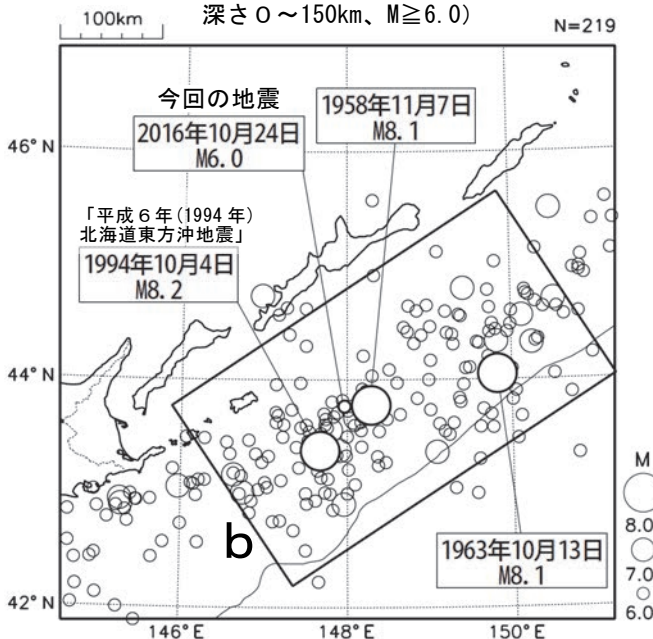 深さ０～150km、M≧6.0)
100km
N=219
今回の地震
2016年10月24日
M6.0
1958年11月7日
M8.1
46°N
「平成６年(1994年)
北海道東方沖地震」
1994年10月4日
M8.2
44°N
b
1963年10月13日
M8.1
M
8.0
7.0
6.0
42°N
146°E
148°E
150°E